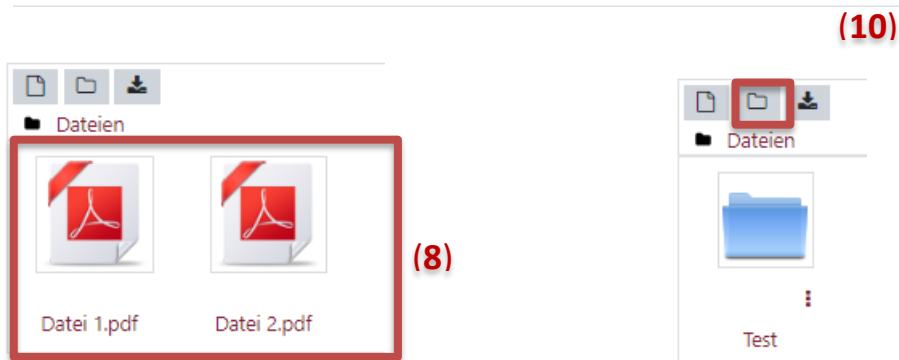 (10)
Dateien
(8)
Datei 1.pdf
Datei 2.pdf
Dateien
Test